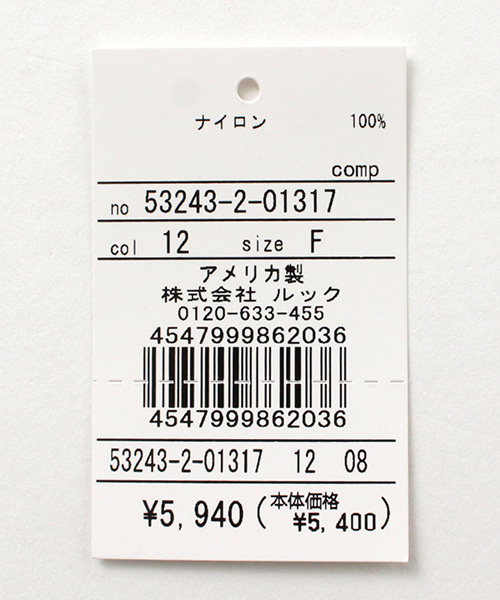 ナイロン 100%
comp
no 53243-2-01317
col 12 size F
アメリカ製
株式会社 ルック
0120-633-455
4547999862036
4547999862036
53243-2-01317 12 08
¥5,940 (本体価格 ¥5,400)